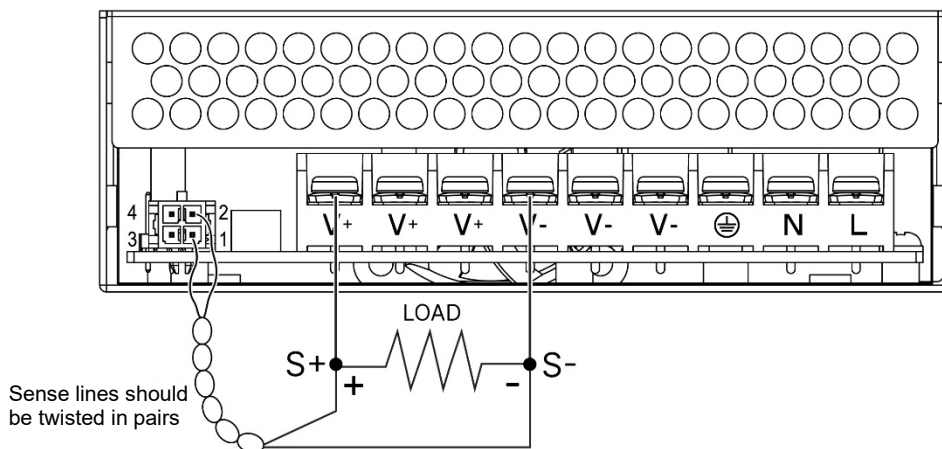 4 2
3 1
V+ V+ V+ V- V- V- N L
LOAD
S+ S-
+ -
Sense lines should
be twisted in pairs